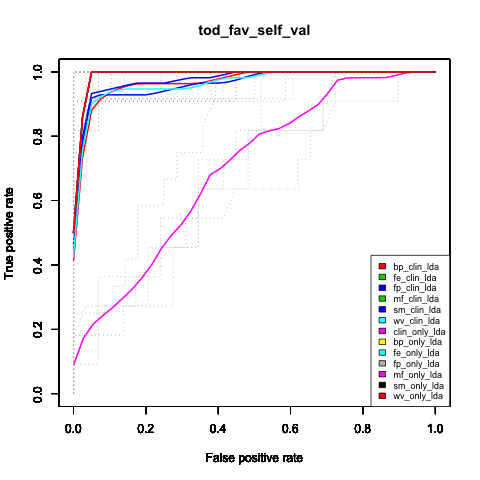 tod_fav_self_val
True positive rate
1.0
0.8
0.6
0.4
0.2
0.0
bp_clin_lda
fe_clin_lda
fp_clin_lda
mf_clin_lda
sm_clin_lda
wv_clin_lda
clin_only_lda
bp_only_lda
fe_only_lda
fp_only_lda
mf_only_lda
sm_only_lda
wv_only_lda
0.0 0.2 0.4 0.6 0.8 1.0
False positive rate